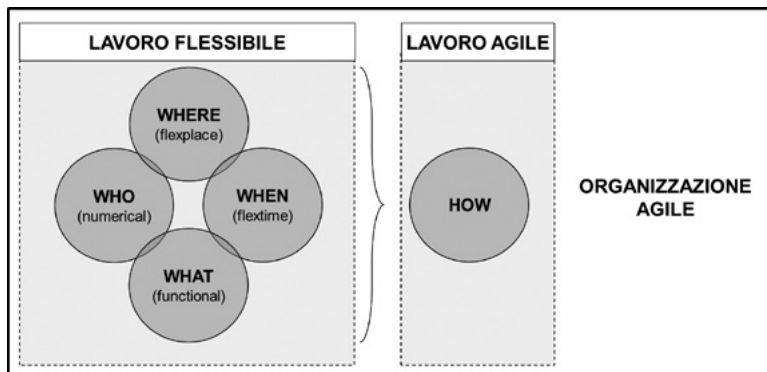 LAVORO FLESSIBILE
WHERE
(flexplace)
WHO
(numerical)
WHEN
(flextime)
WHAT
(functional)
LAVORO AGILE
HOW
ORGANIZZAZIONE
AGILE